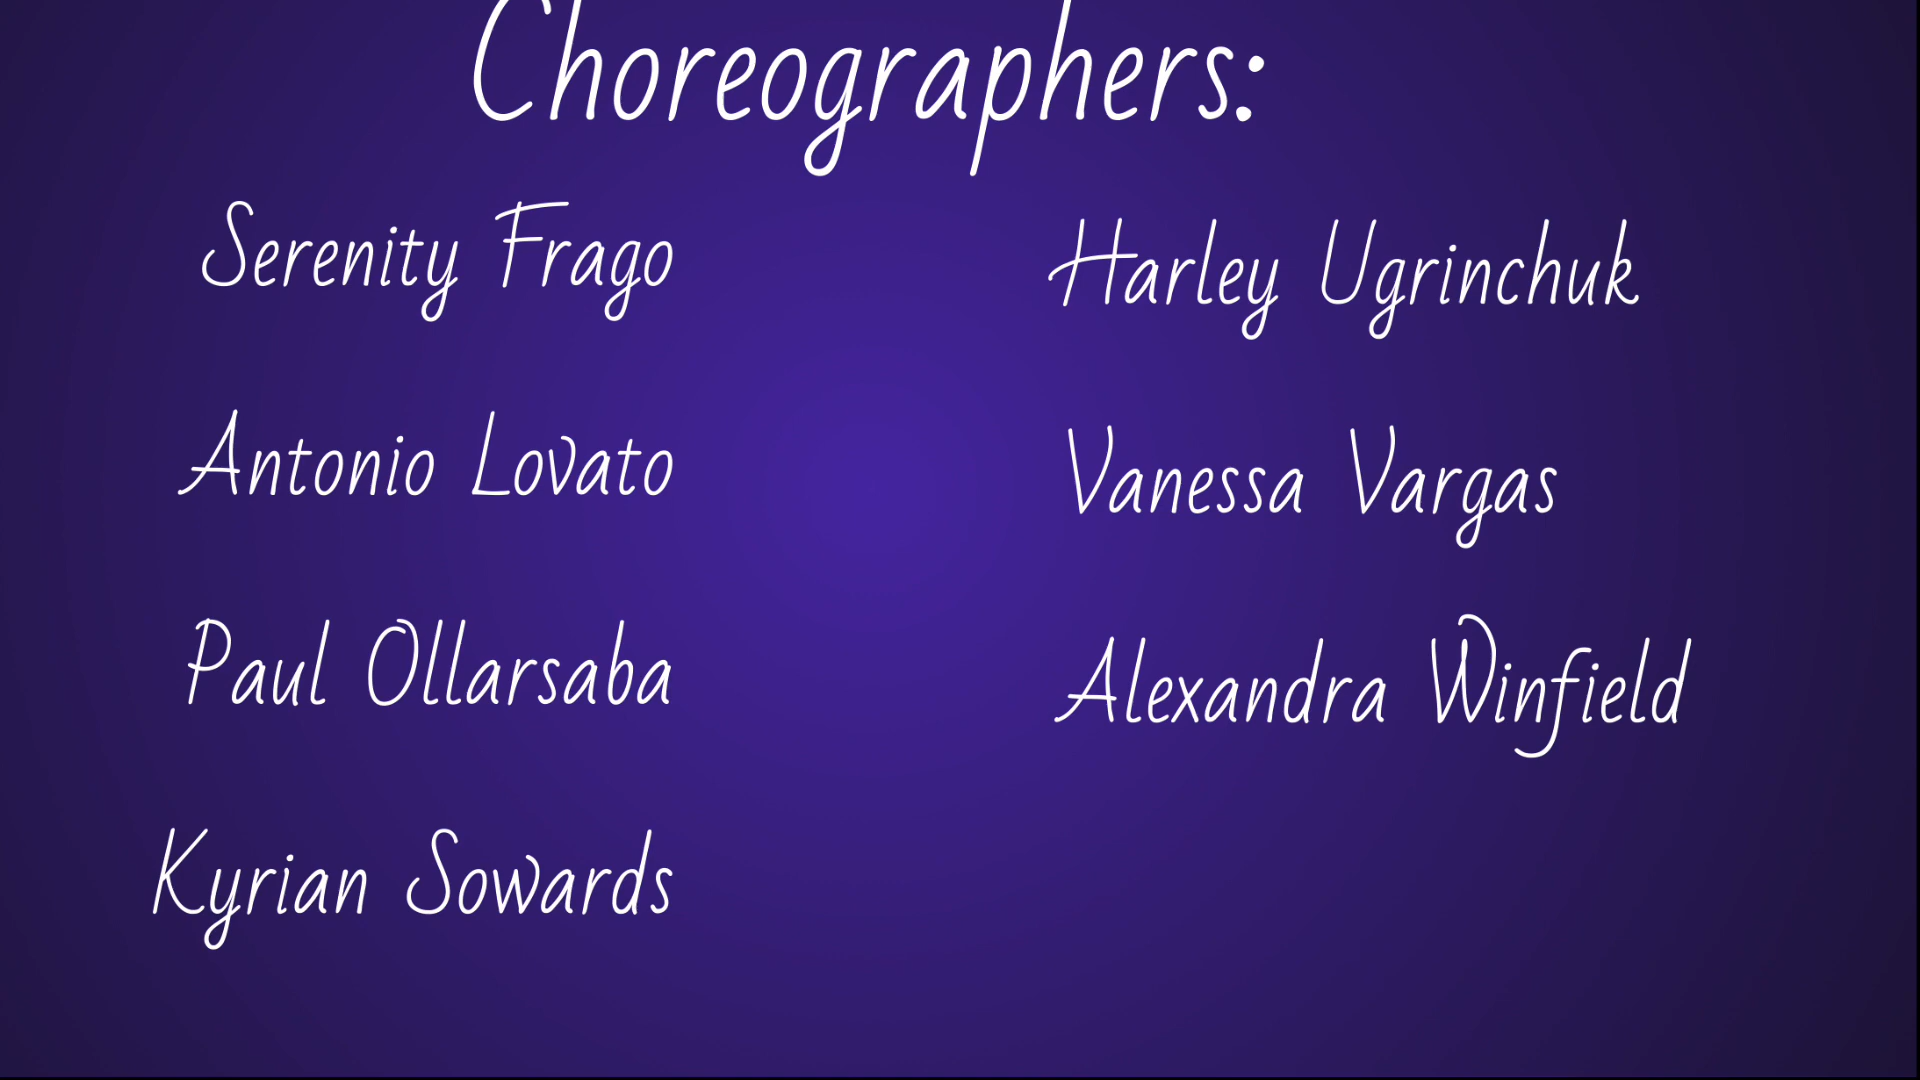 Choreographers:
Serenity Frago
Harley Ugrinchuk
Antonio Lovato
Vanessa Vargas
Paul Ollarsaba
Alexandra Winfield
Kyrian Sowards